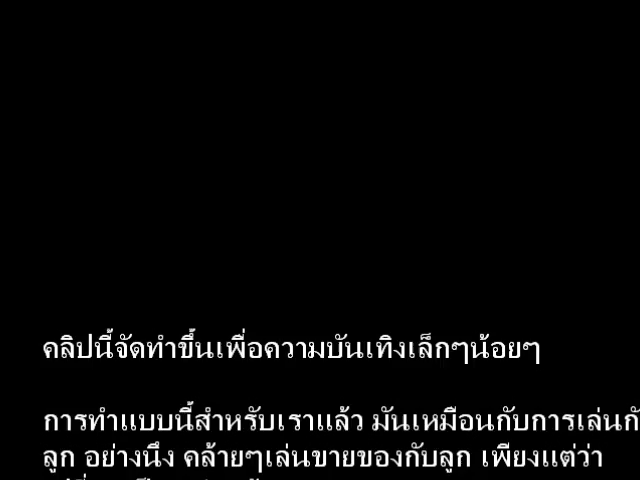 คลิปนี้จัดทำขึ้นเพื่อความบันเทิงเล็กๆน้อยๆ
การทำแบบนี้สำหรับเราแล้ว มันเหมือนกับการเล่นกั
ลูก อย่างนึง คล้ายๆเล่นขายของกับลูก เพียงแต่ว่า